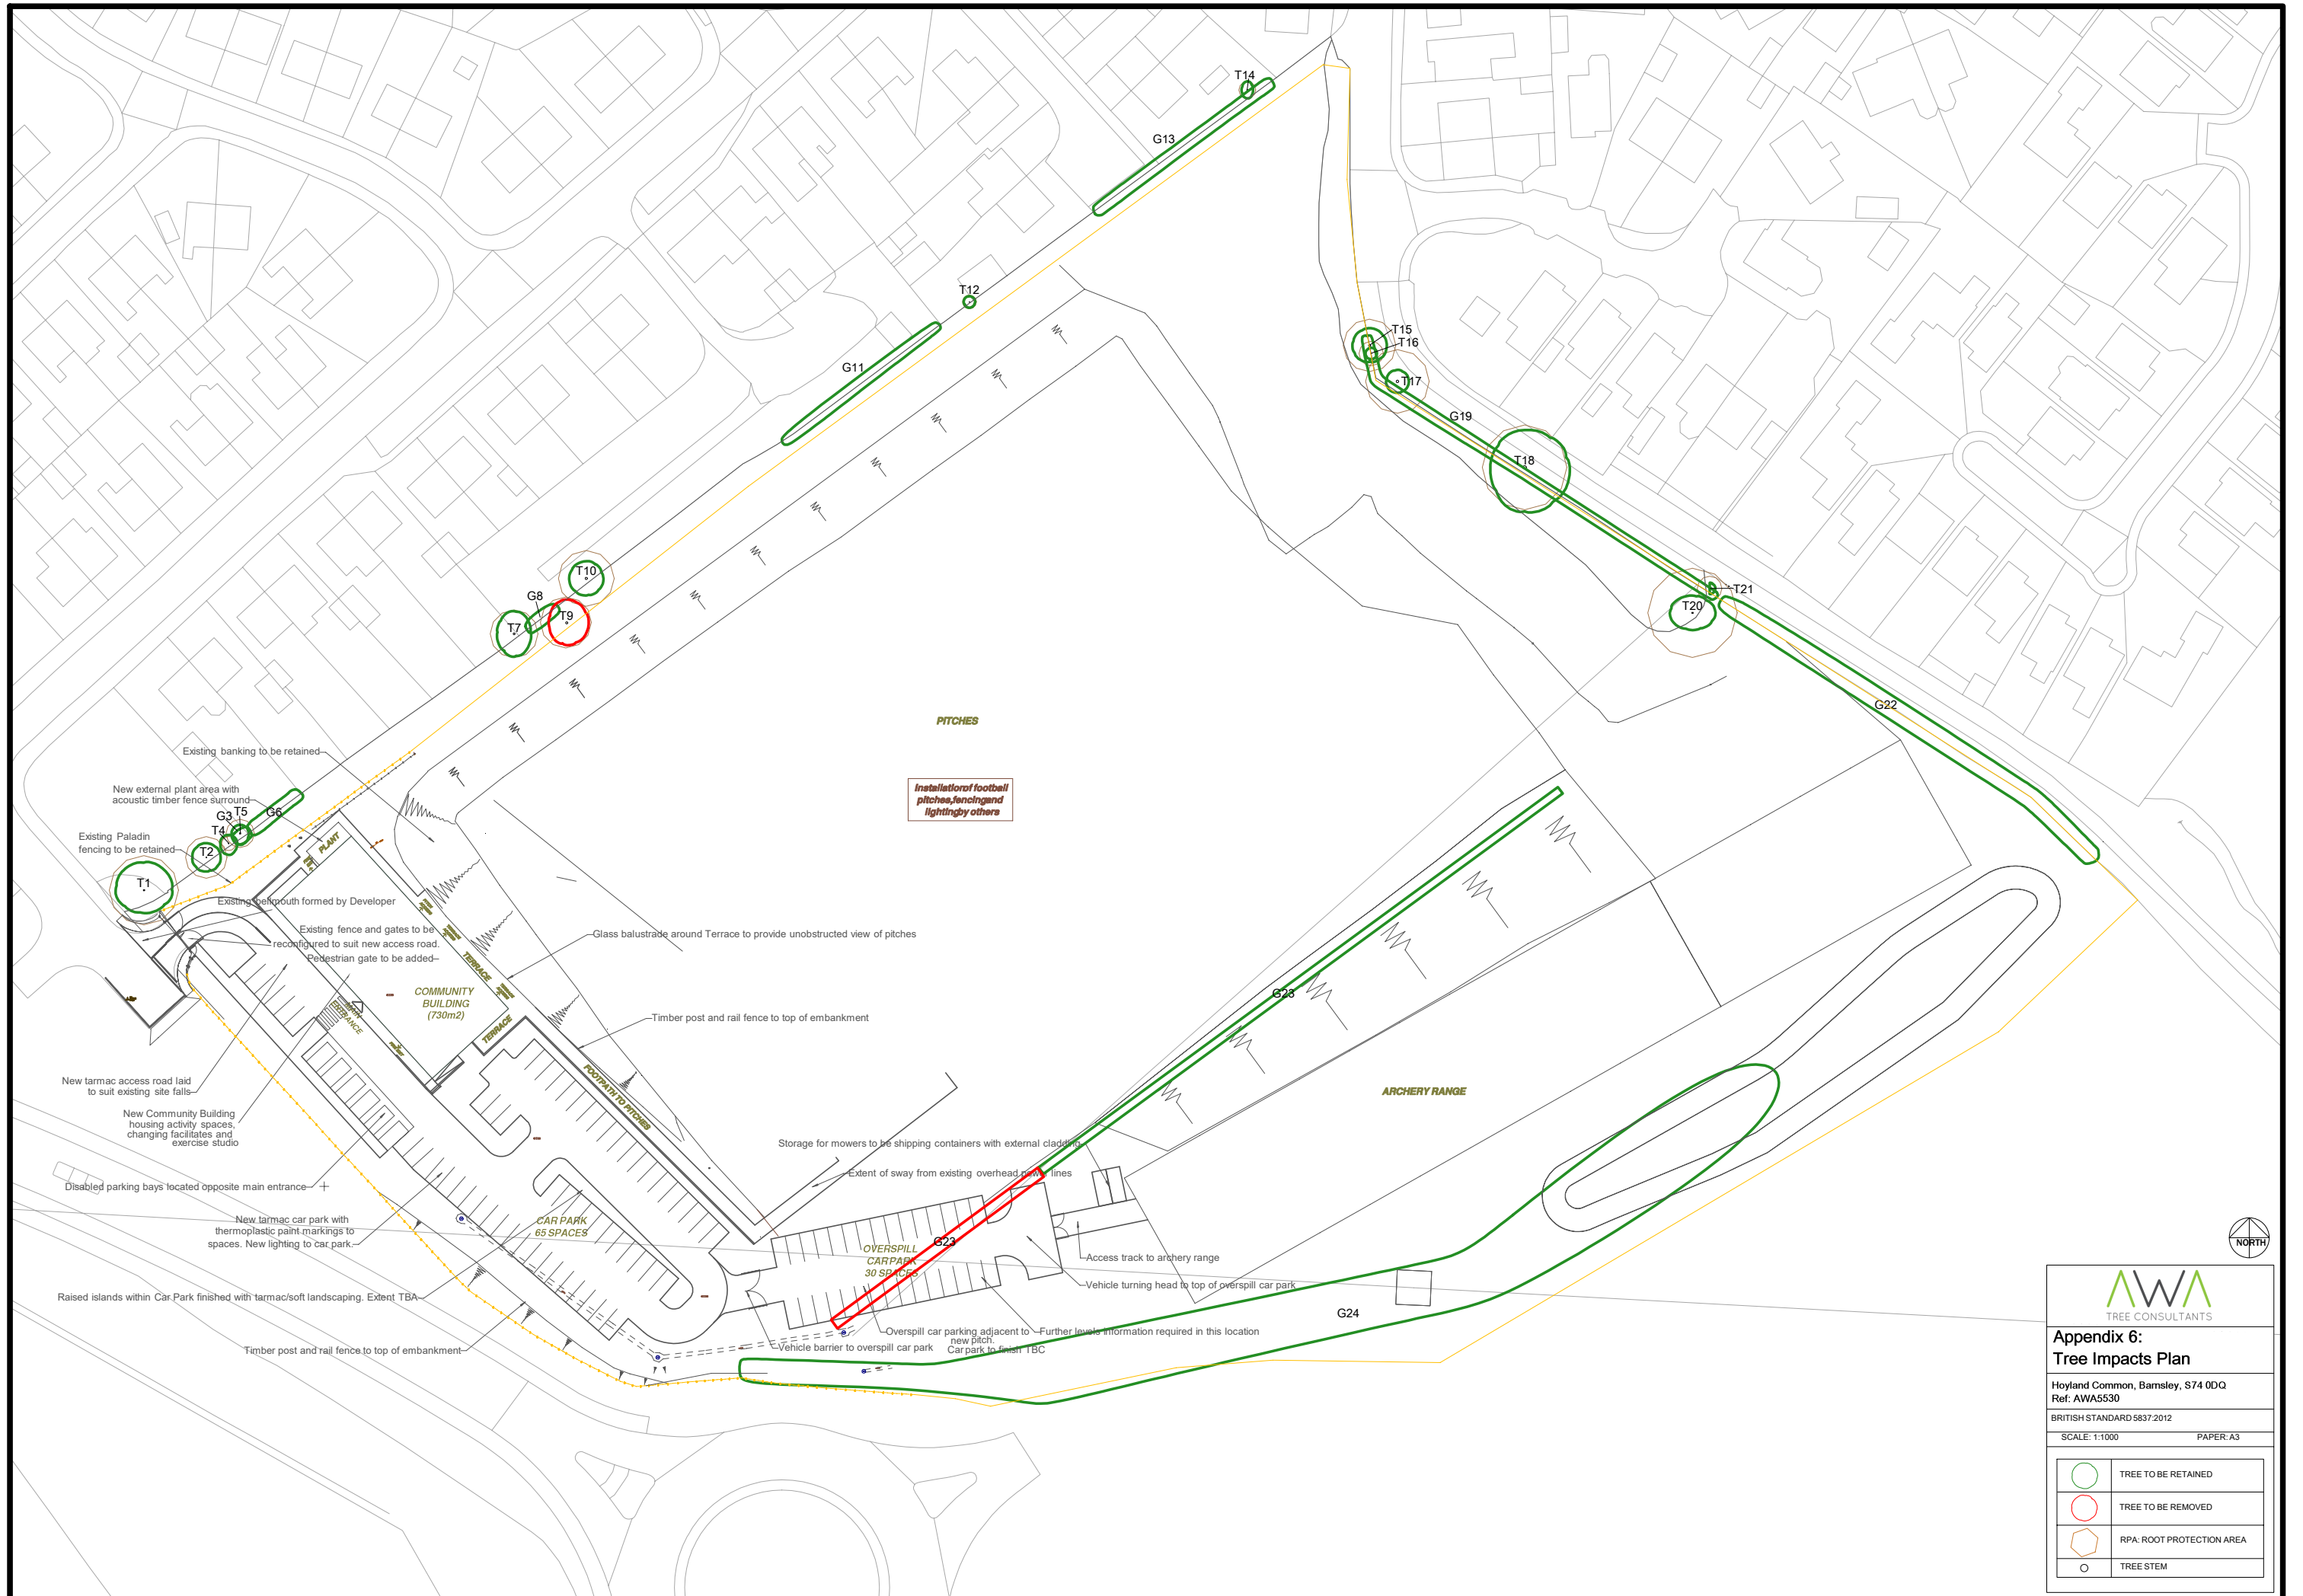 T14
G13
T12
T15
T16
T17
G11
G19
T18
T10
G8
T9
T7
T21
T20
G22
PITCHES
Existing banking to be retained
Installationof football
pitches,fencingand
lightingby others
New external plant area with
acoustic timber fence surround
G3
T5
G6
T4
Existing Paladin
fencing to be retained
PLANT
T2
T1
Existing bellmouth formed by Developer
Existing fence and gates to be
reconfigured to suit new access road.
Pedestrian gate to be added
Glass balustrade around Terrace to provide unobstructed view of pitches
TERRACE
COMMUNITY
BUILDING
(730m2)
MAIN
ENTRANCE
TERRACE
G23
Timber post and rail fence to top of embankment
FOOTPATH TO PITCHES
New tarmac access road laid
to suit existing site falls
New Community Building
housing activity spaces,
changing facilitates and
exercise studio
ARCHERY RANGE
Storage for mowers to be shipping containers with external cladding
Extent of sway from existing overhead power lines
Disabled parking bays located opposite main entrance
New tarmac car park with
thermoplastic paint markings to
spaces. New lighting to car park.
CAR PARK
65 SPACES
G23
OVERSPILL
CAR PARK
30 SPACES
Access track to archery range
Vehicle turning head to top of overspill car park
Raised islands within Car Park finished with tarmac/soft landscaping. Extent TBA
G24
Overspill car parking adjacent to
new pitch.
Car park to finish TBC
Further levels information required in this location
Vehicle barrier to overspill car park
Timber post and rail fence to top of embankment
NORTH
AWA
TREE CONSULTANTS
Appendix 6:
Tree Impacts Plan
Hoyland Common, Barnsley, S74 0DQ
Ref: AWA5530
BRITISH STANDARD 5837:2012
SCALE: 1:1000 PAPER: A3
TREE TO BE RETAINED
TREE TO BE REMOVED
RPA: ROOT PROTECTION AREA
TREE STEM